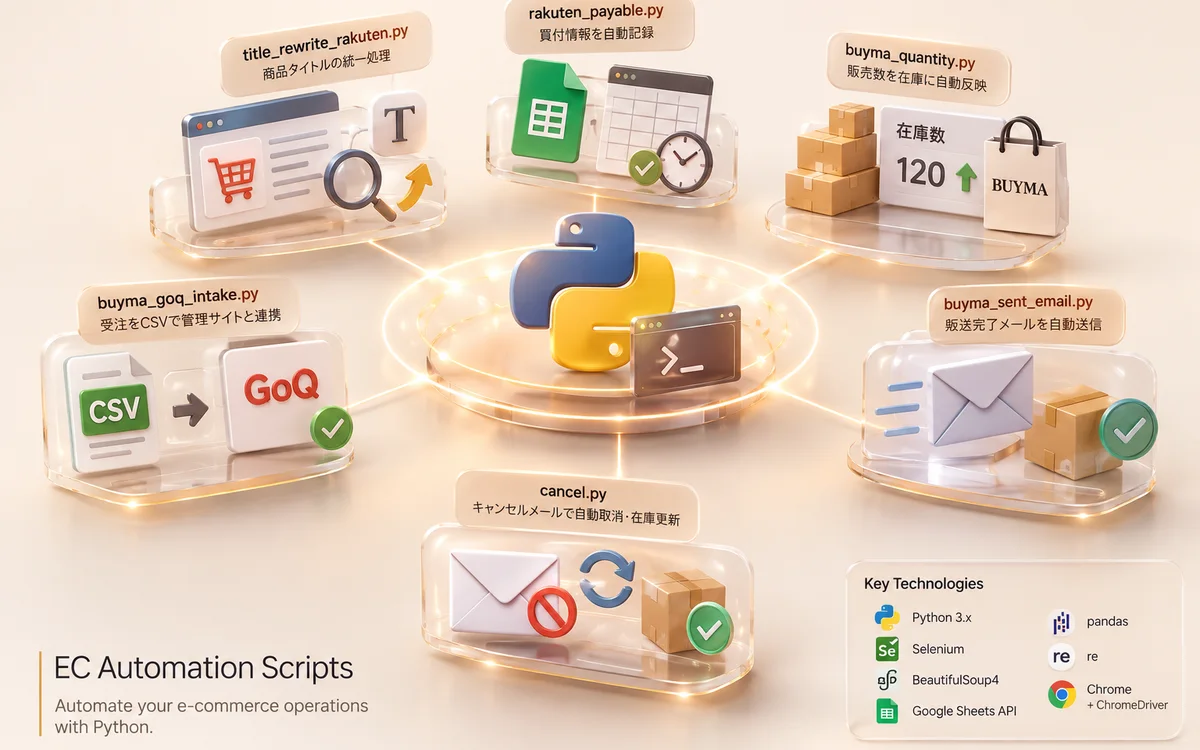 title_rewrite_rakuten.py
商品タイトルの統一処理
T
rakuten_payable.py
買付情報を自動記録
buyma_quantity.py
販売数を在庫に自動反映
在庫数
120
BUYMA
buyma_goq_intake.py
受注をCSVで管理サイトと連携
CSV
GoQ
>_
buyma_sent_email.py
販送完了メールを自動送信
cancel.py
キャンセルメールで自動取消・在庫更新
EC Automation Scripts
Automate your e-commerce operations
with Python.
Key Technologies
Python 3.x
Se
Selenium
BeautifulSoup4
Google Sheets API
pandas
re
re
Chrome
+ ChromeDriver